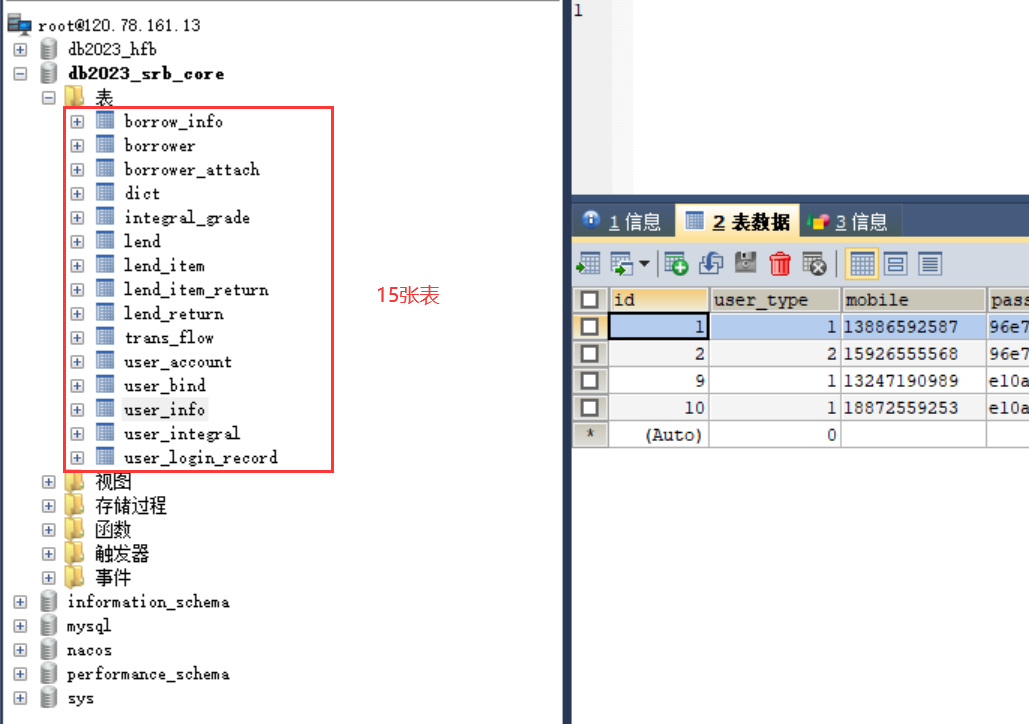 root@120.78.161.13
db2023_hfb
db2023_srb_core
表
borrow_info
borrower
borrower_attach
dict
integral_grade
lend
lend_item
lend_item_return
lend_return
trans_flow
user_account
user_bind
user_info
user_integral
user_login_record
15张表
视图
存储过程
函数
触发器
事件
information_schema
mysql
nacos
performance_schema
sys
1
1 信息 2 表数据 3 信息
id user_type mobile pass
1 1 13886592587 96e7
2 2 15926555568 96e7
9 1 13247190989 e10a
10 1 18872559253 e10a
* (Auto) 0